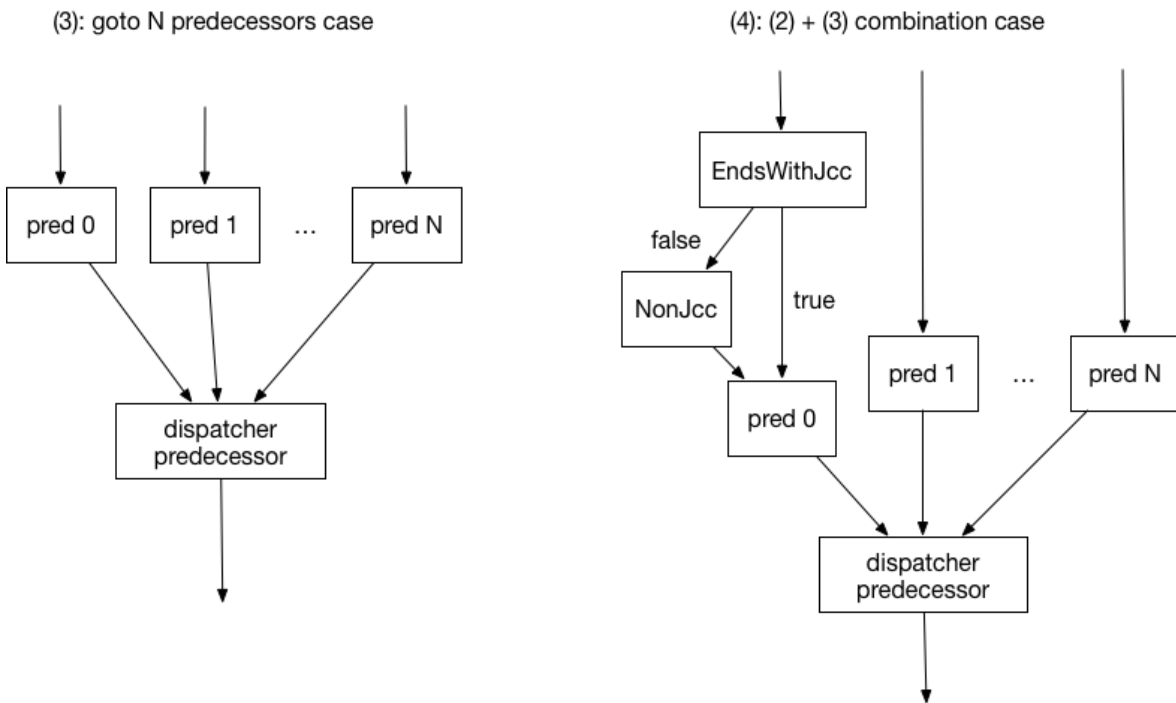 (3): goto N predecessors case
pred 0
pred 1
...
pred N
dispatcher
predecessor
(4): (2) + (3) combination case
EndsWithJcc
false
true
NonJcc
pred 0
pred 1
...
pred N
dispatcher
predecessor